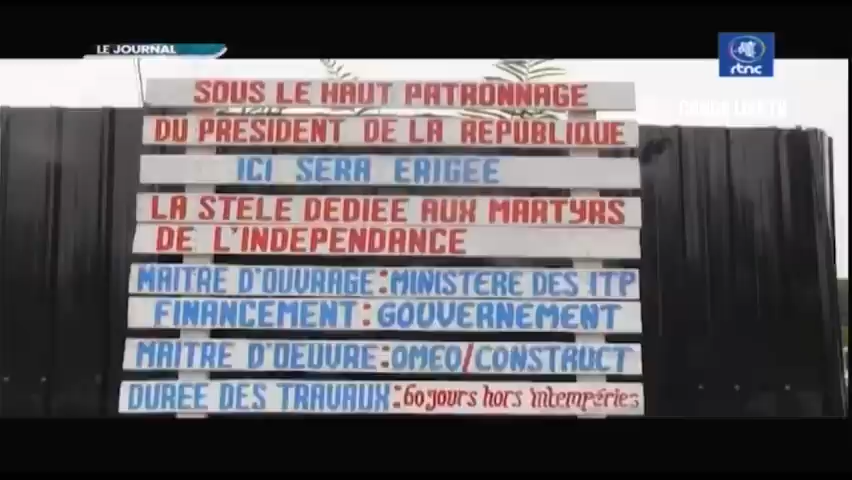 LE JOURNAL
rtnc
SOUS LE HAUT PATRONNAGE
DU PRESIDENT DE LA REPUBLIQUE
ICI SERA ERIGEE
LA STELE DEDIEE AUX MARTYRS
DE L'INDEPENDANCE
MAITRE D'OUVRAGE : MINISTERE DES ITP
FINANCEMENT : GOUVERNEMENT
MAITRE D'OEUVRE : OMEO/CONSTRUCT
DUREE DES TRAVAUX : 60 jours hors intempéries